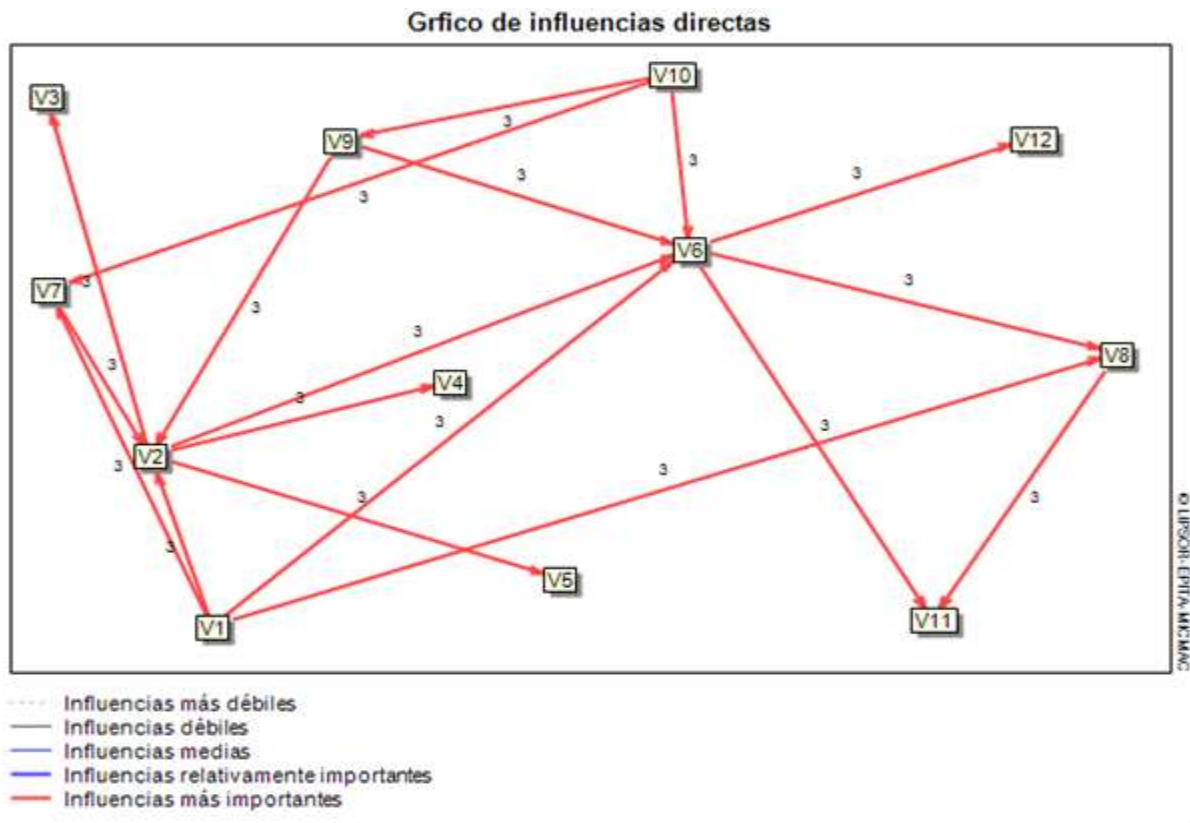 Grfico de influencias directas
V10
V3
3
V9
V12
3
3
3
3
V6
3
V7
3
3
3
V8
3
V4
3
3
3
V2
3
3
3
3
3
V5
V1
V11
© LIPSOR-EPITA-MICMAC
Influencias más débiles
Influencias débiles
Influencias medias
Influencias relativamente importantes
Influencias más importantes